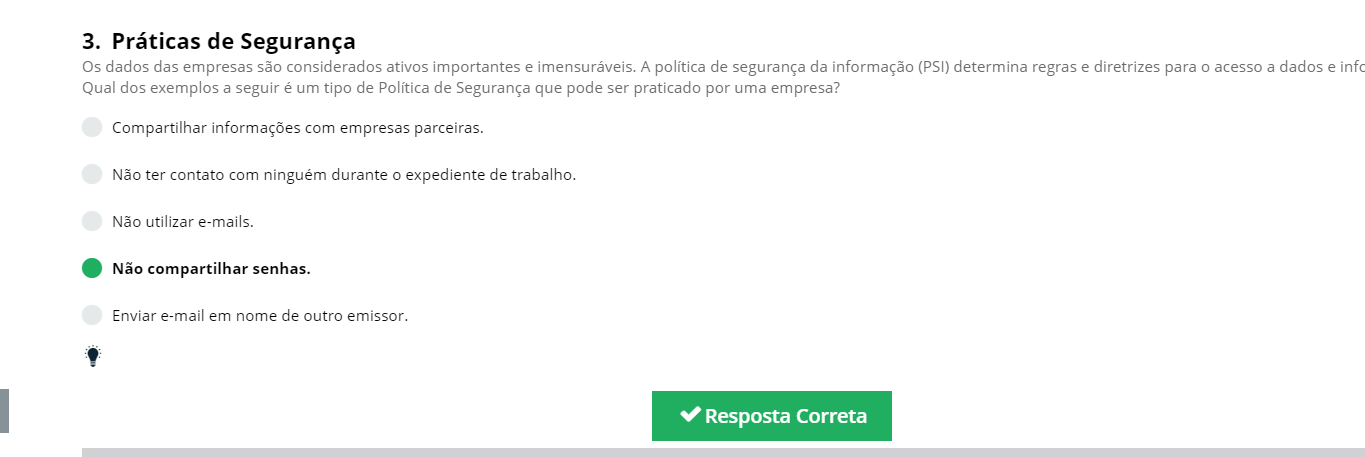 3. Práticas de Segurança
Os dados das empresas são considerados ativos importantes e imensuráveis. A política de segurança da informação (PSI) determina regras e diretrizes para o acesso a dados e info
Qual dos exemplos a seguir é um tipo de Política de Segurança que pode ser praticado por uma empresa?
Compartilhar informações com empresas parceiras.
Não ter contato com ninguém durante o expediente de trabalho.
Não utilizar e-mails.
Não compartilhar senhas.
Enviar e-mail em nome de outro emissor.
Resposta Correta